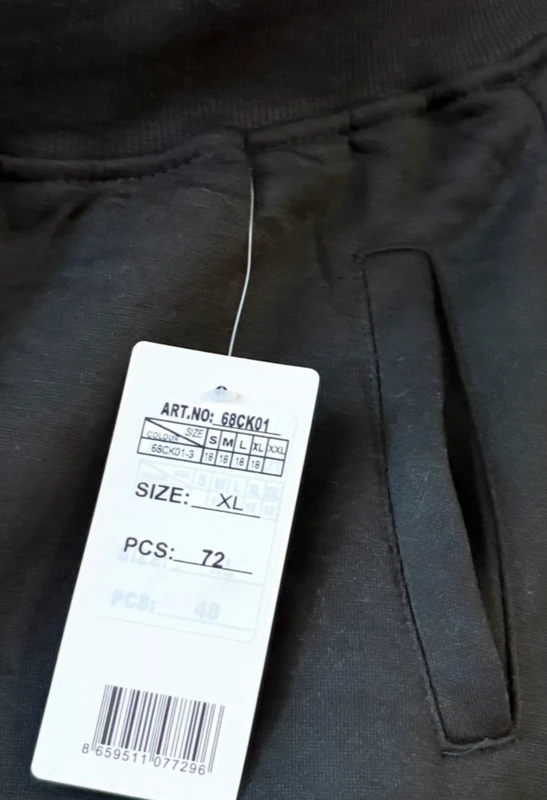 ART.NO: 68CK01
COLOUR SIZE S M L XL XXL
68CK01-3 18 18 18 18
SIZE: XL
PCS: 72
PCS: 48
8 659511 077296